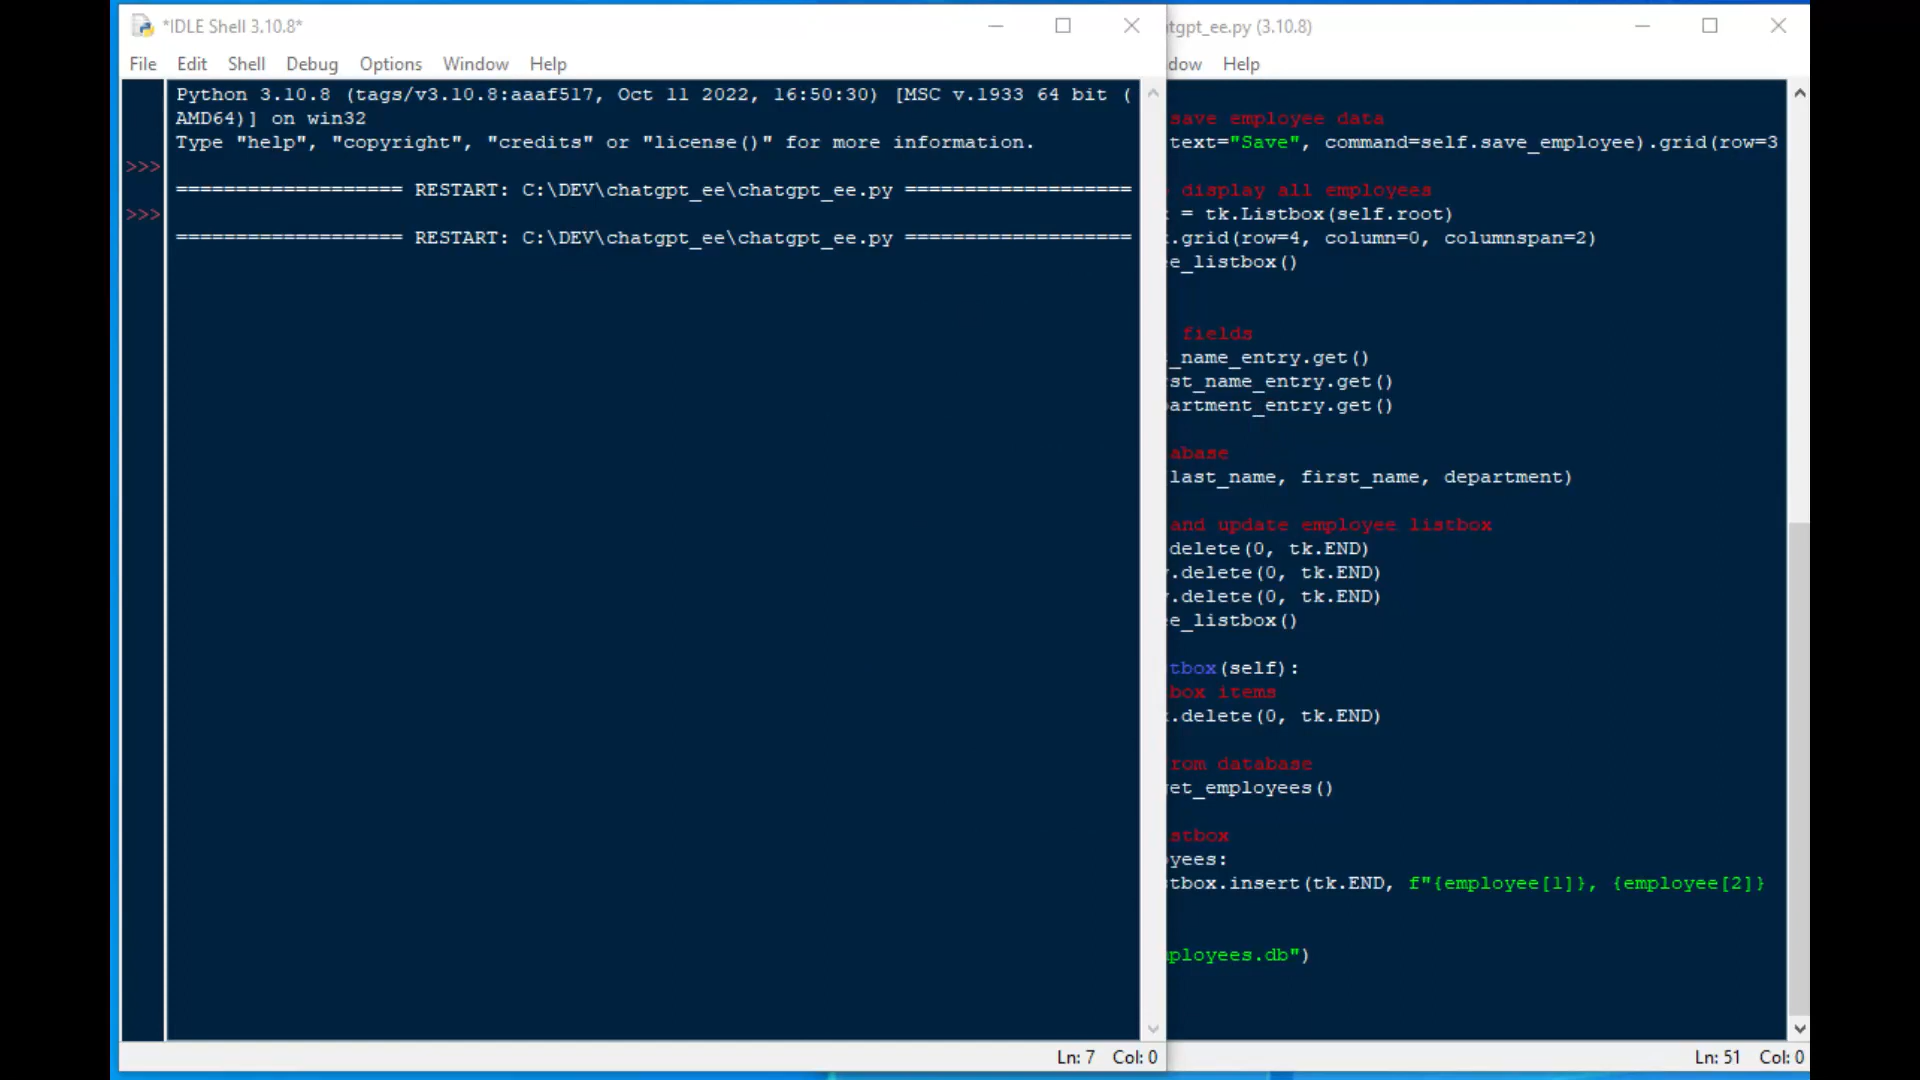 *IDLE Shell 3.10.8*
File Edit Shell Debug Options Window Help
Python 3.10.8 (tags/v3.10.8:aaaf517, Oct 11 2022, 16:50:30) [MSC v.1933 64 bit (
AMD64)] on win32
Type "help", "copyright", "credits" or "license()" for more information.
>>>
=================== RESTART: C:\DEV\chatgpt_ee\chatgpt_ee.py ===================
>>>
=================== RESTART: C:\DEV\chatgpt_ee\chatgpt_ee.py ===================
Ln: 7 Col: 0
tgpt_ee.py (3.10.8)
dow Help
save employee data
text="Save", command=self.save_employee).grid(row=3
display all employees
= tk.Listbox(self.root)
.grid(row=4, column=0, columnspan=2)
e_listbox()
fields
_name_entry.get()
st_name_entry.get()
artment_entry.get()
abase
last_name, first_name, department)
and update employee listbox
delete(0, tk.END)
.delete(0, tk.END)
.delete(0, tk.END)
e_listbox()
tbox(self):
box items
.delete(0, tk.END)
rom database
et_employees()
stbox
yees:
tbox.insert(tk.END, f"{employee[1]}, {employee[2]}
ployees.db")
Ln: 51 Col: 0